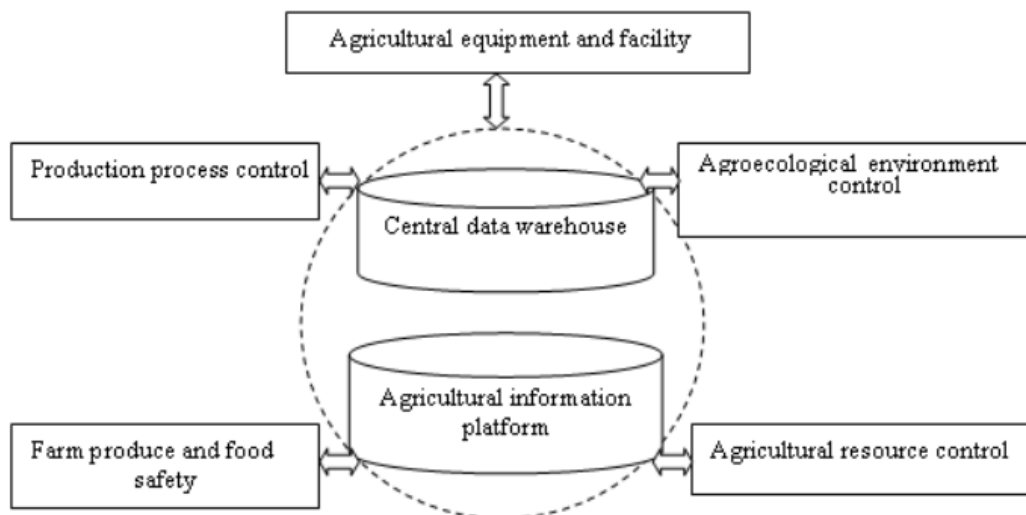 Agricultural equipment and facility
Production process control
Agroecological environment
control
Central data warehouse
Agricultural information
platform
Farm produce and food
safety
Agricultural resource control